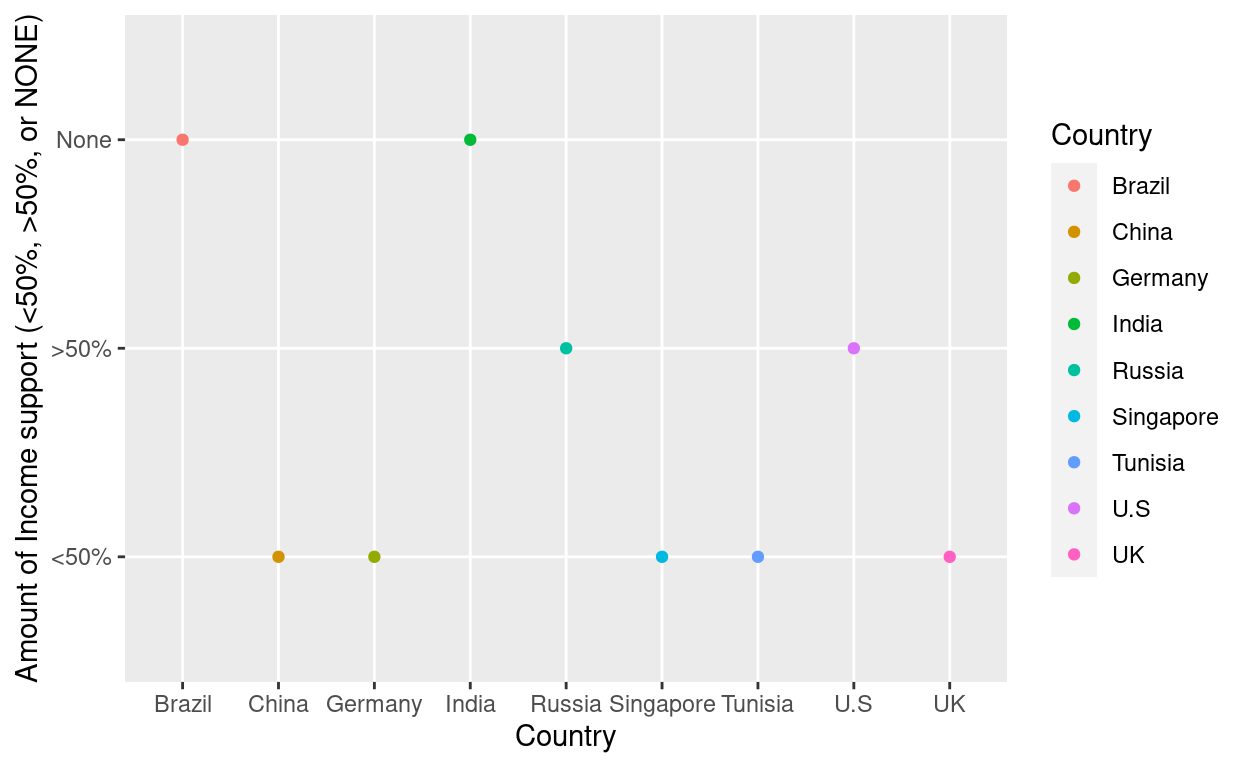 Amount of Income support (<50%, >50%, or NONE)
None
>50%
<50%
Brazil China Germany India Russia Singapore Tunisia U.S UK
Country
Country
Brazil
China
Germany
India
Russia
Singapore
Tunisia
U.S
UK